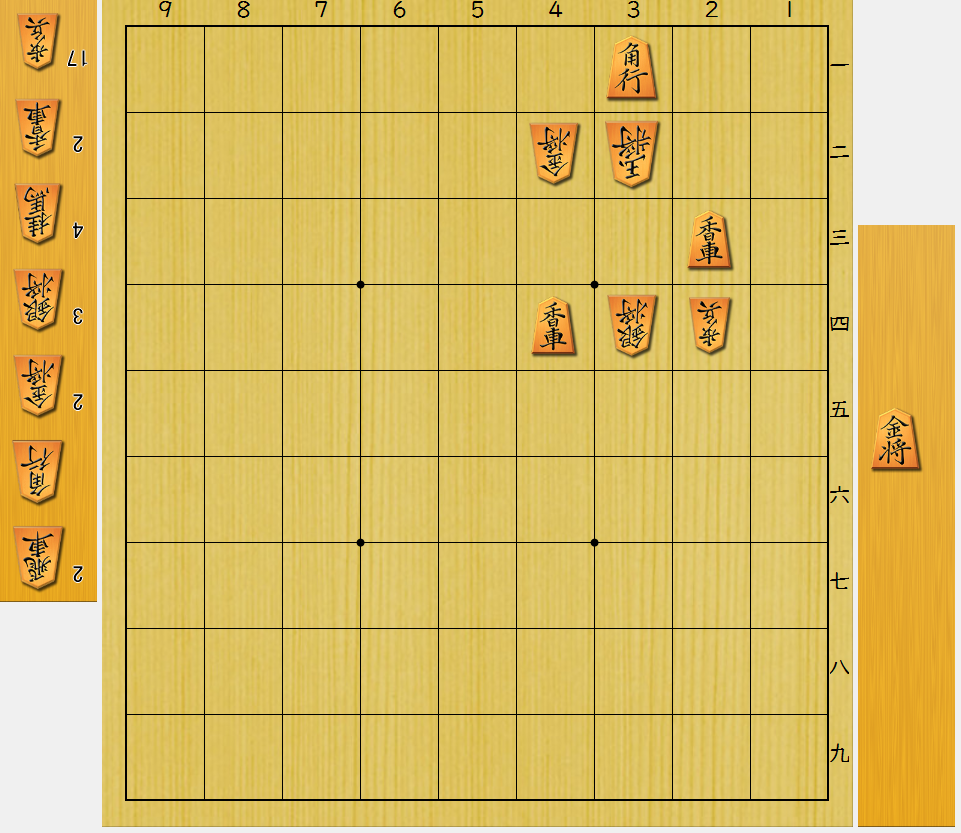 9 8 7 6 5 4 3 2 1
一
二
三
四
五
六
七
八
九
角行
金将
玉将
香車
香車
銀将
歩兵
歩兵 17
香車 2
桂馬 4
銀将 3
金将 2
角行
飛車 2
金将